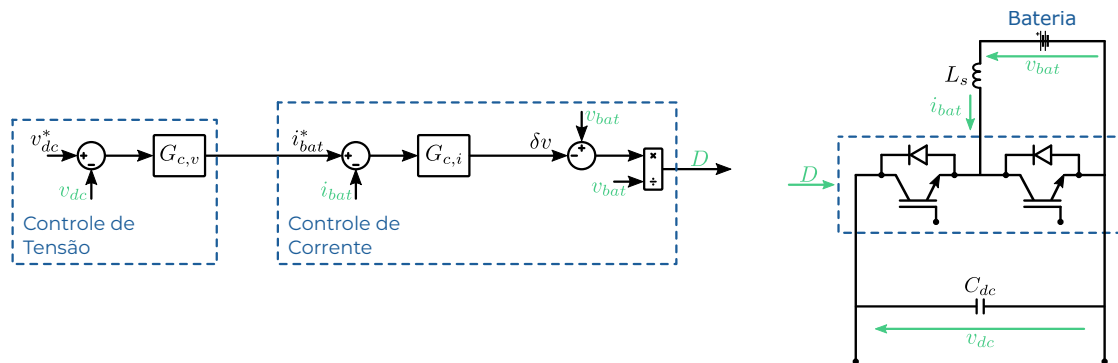 v*dc
vdc
Gc,v
Controle de
Tensão
i*bat
ibat
Gc,i
δv
vbat
vbat
D
Controle de
Corrente
Bateria
vbat
Ls
ibat
D
Cdc
vdc